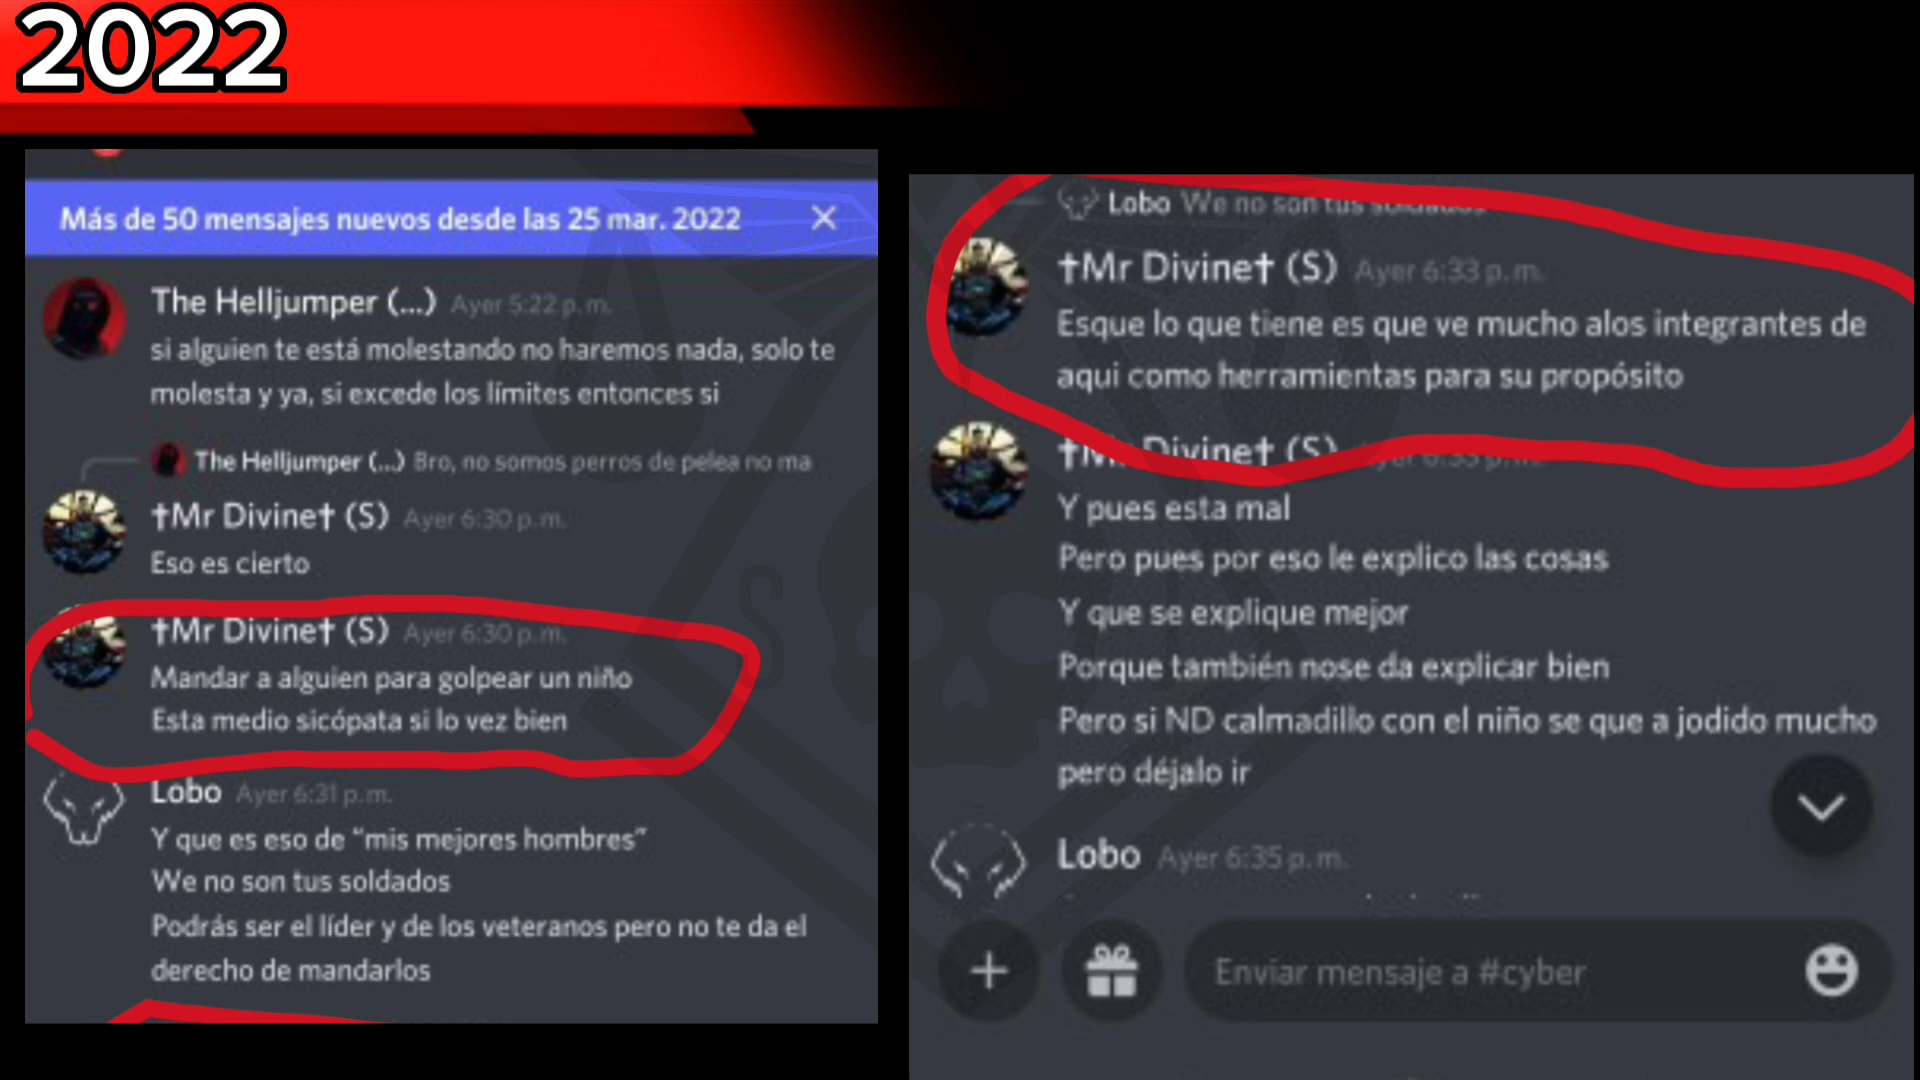 2022
Más de 50 mensajes nuevos desde las 25 mar. 2022
The Helljumper (...) Ayer 5:22 p. m.
si alguien te está molestando no haremos nada, solo te
molesta y ya, si excede los límites entonces si
The Helljumper (...) Bro, no somos perros de pelea no ma
†Mr Divine† (S) Ayer 6:30 p. m.
Eso es cierto
†Mr Divine† (S) Ayer 6:30 p. m.
Mandar a alguien para golpear un niño
Esta medio sicópata si lo vez bien
Lobo Ayer 6:31 p. m.
Y que es eso de “mis mejores hombres”
We no son tus soldados
Podrás ser el líder y de los veteranos pero no te da el
derecho de mandarlos
Lobo We no son tus soldados
†Mr Divine† (S) Ayer 6:33 p. m.
Esque lo que tiene es que ve mucho alos integrantes de
aqui como herramientas para su propósito
†Mr Divine† (S) Ayer 6:33 p. m.
Y pues esta mal
Pero pues por eso le explico las cosas
Y que se explique mejor
Porque también nose da explicar bien
Pero si ND calmadillo con el niño se que a jodido mucho
pero déjalo ir
Lobo Ayer 6:35 p. m.
Enviar mensaje a #cyber